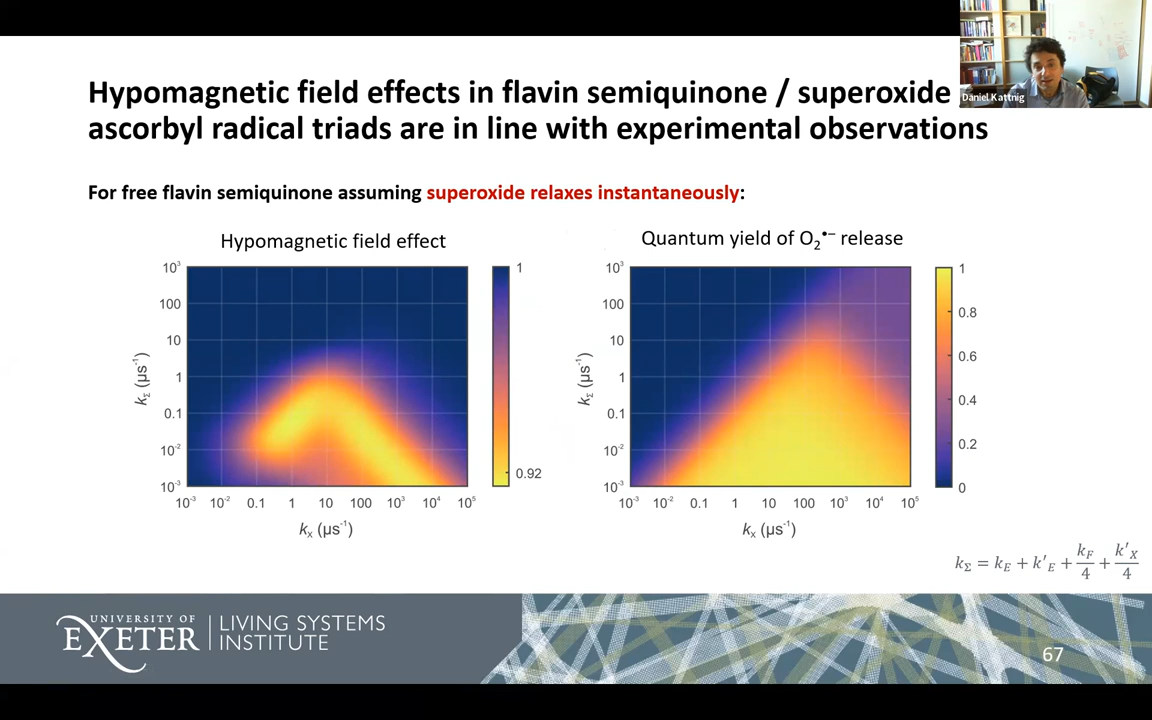 Hypomagnetic field effects in flavin semiquinone / superoxide
ascorbyl radical triads are in line with experimental observations
Daniel Kattnig
For free flavin semiquinone assuming superoxide relaxes instantaneously:
Hypomagnetic field effect
10³
100
10
1
0.1
10⁻²
10⁻³
k_Σ (μs⁻¹)
10⁻³ 10⁻² 0.1 1 10 100 10³ 10⁴ 10⁵
kₓ (μs⁻¹)
1
0.92
Quantum yield of O₂•⁻ release
10³
100
10
1
0.1
10⁻²
10⁻³
k_Σ (μs⁻¹)
10⁻³ 10⁻² 0.1 1 10 100 10³ 10⁴ 10⁵
kₓ (μs⁻¹)
1
0.8
0.6
0.4
0.2
0
k_Σ = k_E + k'_E + k_F/4 + k'_X/4
UNIVERSITY OF
EXETER
LIVING SYSTEMS
INSTITUTE
67